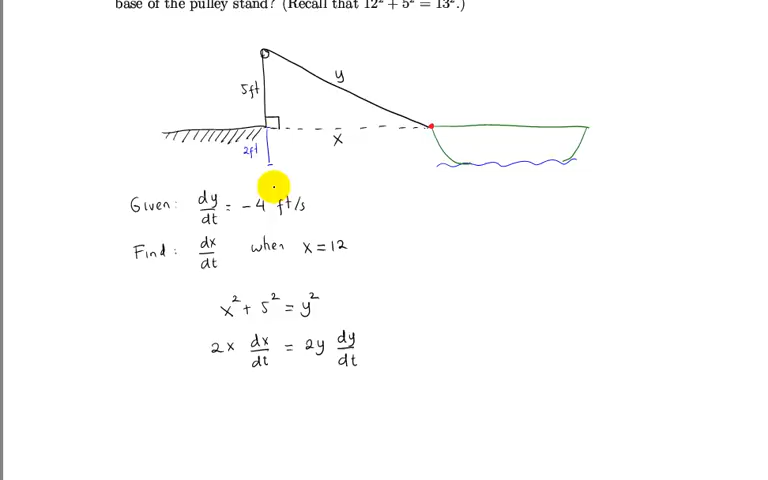 base of the pulley stand? (Recall that 12² + 5² = 13².)
y
5ft
x
2ft
Given: dy/dt = -4 ft/s
Find: dx/dt when x=12
x² + 5² = y²
2x dx/dt = 2y dy/dt